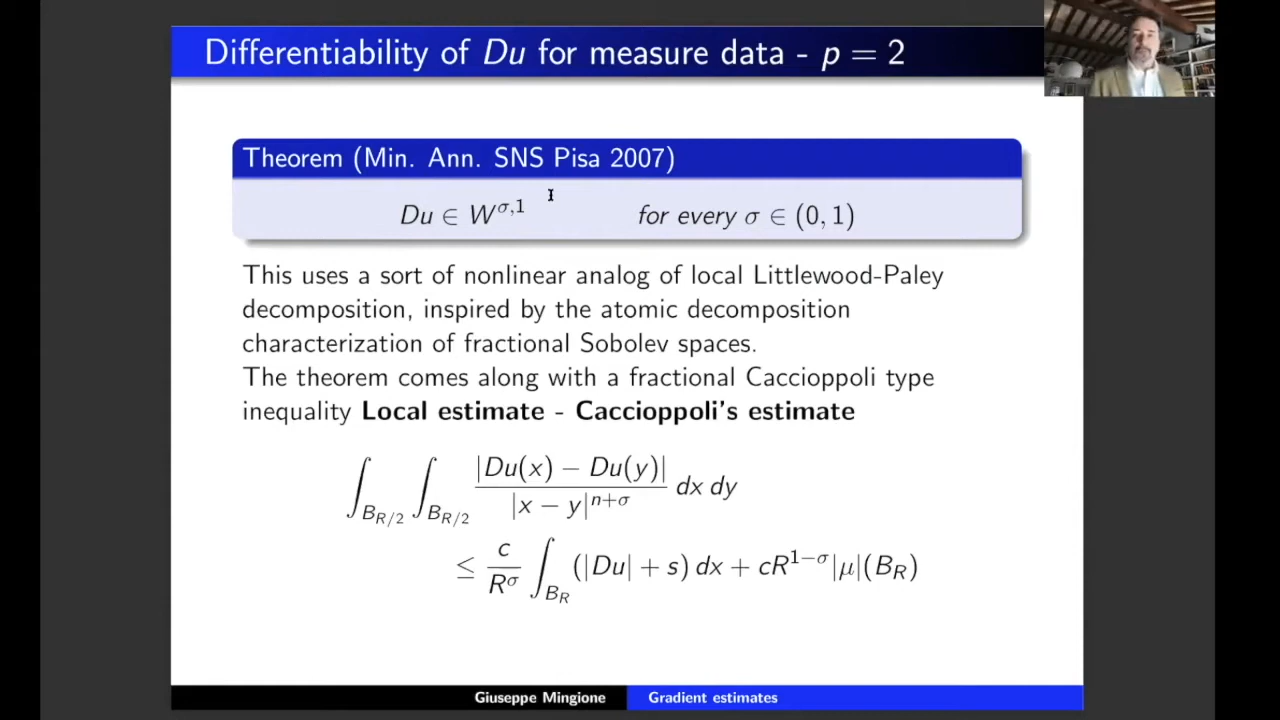 Differentiability of Du for measure data - p = 2
Theorem (Min. Ann. SNS Pisa 2007)
Du ∈ W^{σ,1} for every σ ∈ (0, 1)
This uses a sort of nonlinear analog of local Littlewood-Paley
decomposition, inspired by the atomic decomposition
characterization of fractional Sobolev spaces.
The theorem comes along with a fractional Caccioppoli type
inequality Local estimate - Caccioppoli's estimate
∫_{B_{R/2}} ∫_{B_{R/2}} |Du(x) − Du(y)| / |x − y|^{n+σ} dx dy
≤ c/R^σ ∫_{B_R} (|Du| + s) dx + cR^{1−σ}|μ|(B_R)
Giuseppe Mingione Gradient estimates